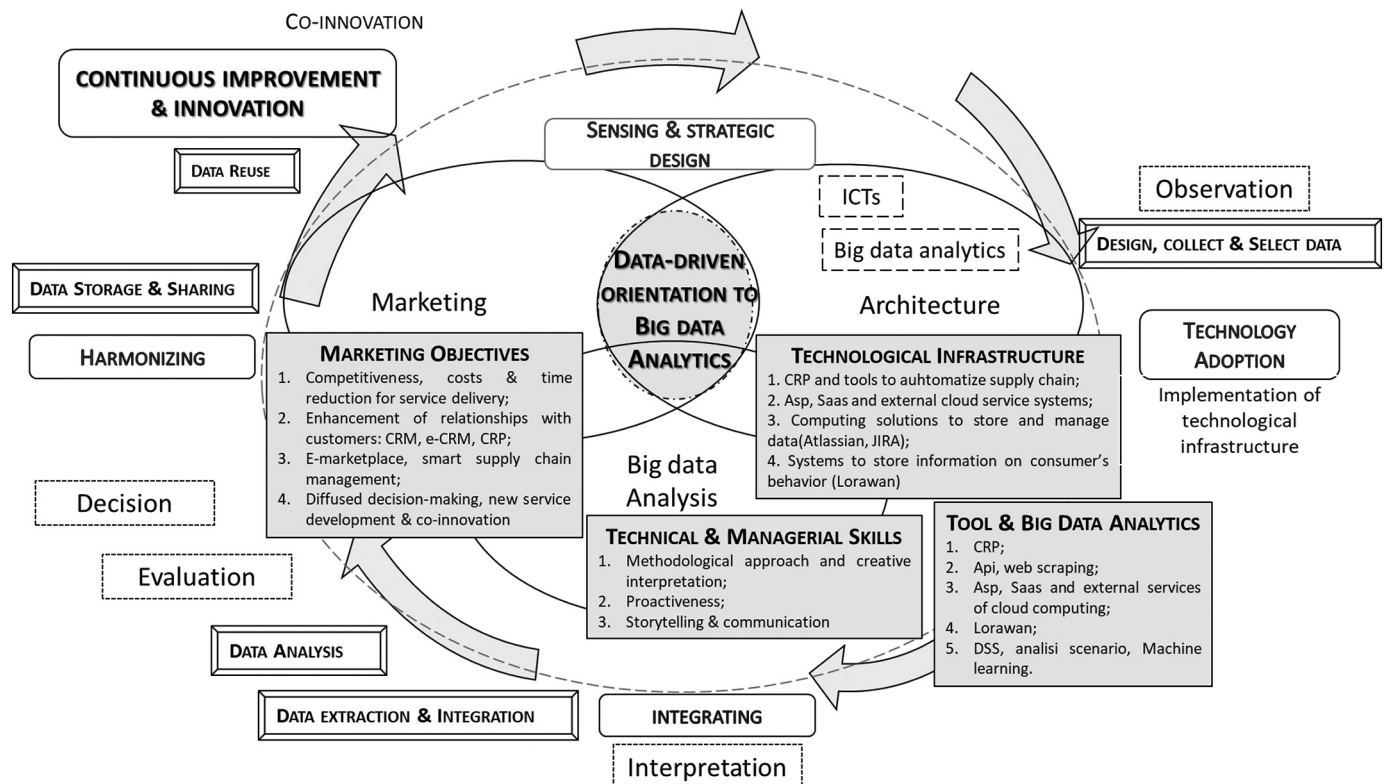 CO-INNOVATION
CONTINUOUS IMPROVEMENT
& INNOVATION
SENSING & STRATEGIC
DESIGN
DATA REUSE
ICTs
Observation
Big data analytics
DESIGN, COLLECT & SELECT DATA
DATA-DRIVEN
ORIENTATION TO
BIG DATA
ANALYTICS
DATA STORAGE & SHARING
Marketing
Architecture
HARMONIZING
TECHNOLOGY
ADOPTION
Implementation of
technological
infrastructure
MARKETING OBJECTIVES
1. Competitiveness, costs & time
reduction for service delivery;
2. Enhancement of relationships with
customers: CRM, e-CRM, CRP;
3. E-marketplace, smart supply chain
management;
4. Diffused decision-making, new service
development & co-innovation
TECHNOLOGICAL INFRASTRUCTURE
1. CRP and tools to auhtomatize supply chain;
2. Asp, Saas and external cloud service systems;
3. Computing solutions to store and manage
data(Atlassian, JIRA);
4. Systems to store information on consumer's
behavior (Lorawan)
Big data
Analysis
Decision
TECHNICAL & MANAGERIAL SKILLS
1. Methodological approach and creative
interpretation;
2. Proactiveness;
3. Storytelling & communication
TOOL & BIG DATA ANALYTICS
1. CRP;
2. Api, web scraping;
3. Asp, Saas and external services
of cloud computing;
4. Lorawan;
5. DSS, analisi scenario, Machine
learning.
Evaluation
DATA ANALYSIS
DATA EXTRACTION & INTEGRATION
INTEGRATING
Interpretation